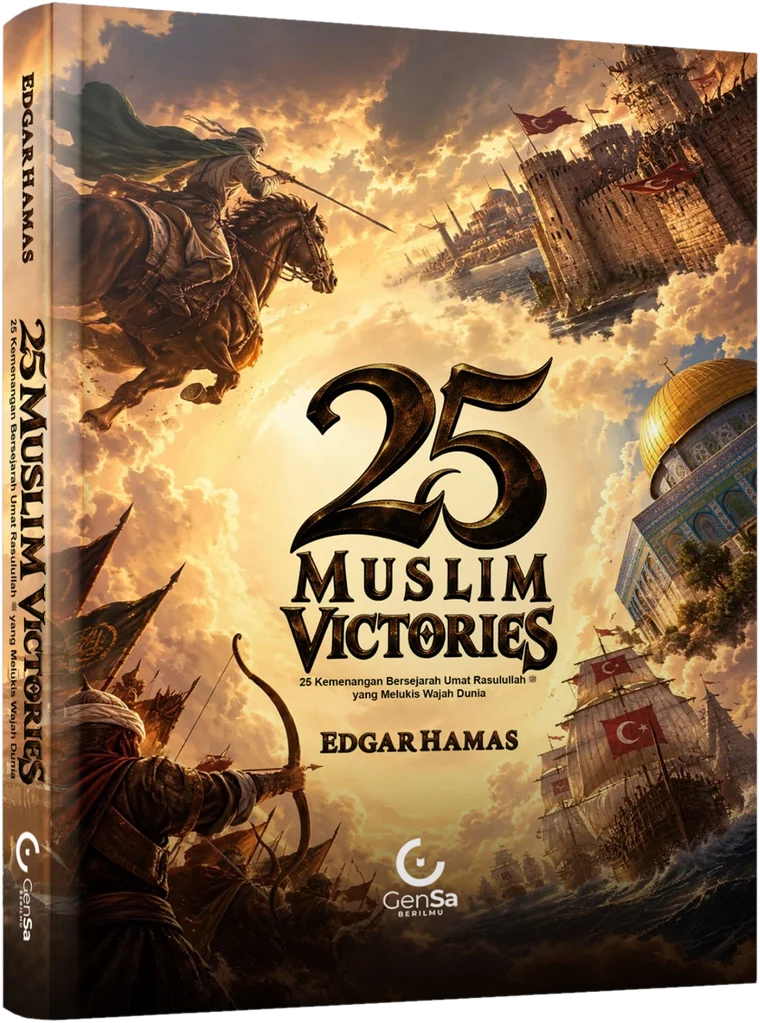 EDGAR HAMAS
25 MUSLIM VICTORIES
25 Kemenangan Bersejarah Umat Rasulullah ﷺ yang Melukis Wajah Dunia
GenSa
BERILMU
25
MUSLIM
VICTORIES
25 Kemenangan Bersejarah Umat Rasulullah ﷺ
yang Melukis Wajah Dunia
EDGAR HAMAS
GenSa
BERILMU